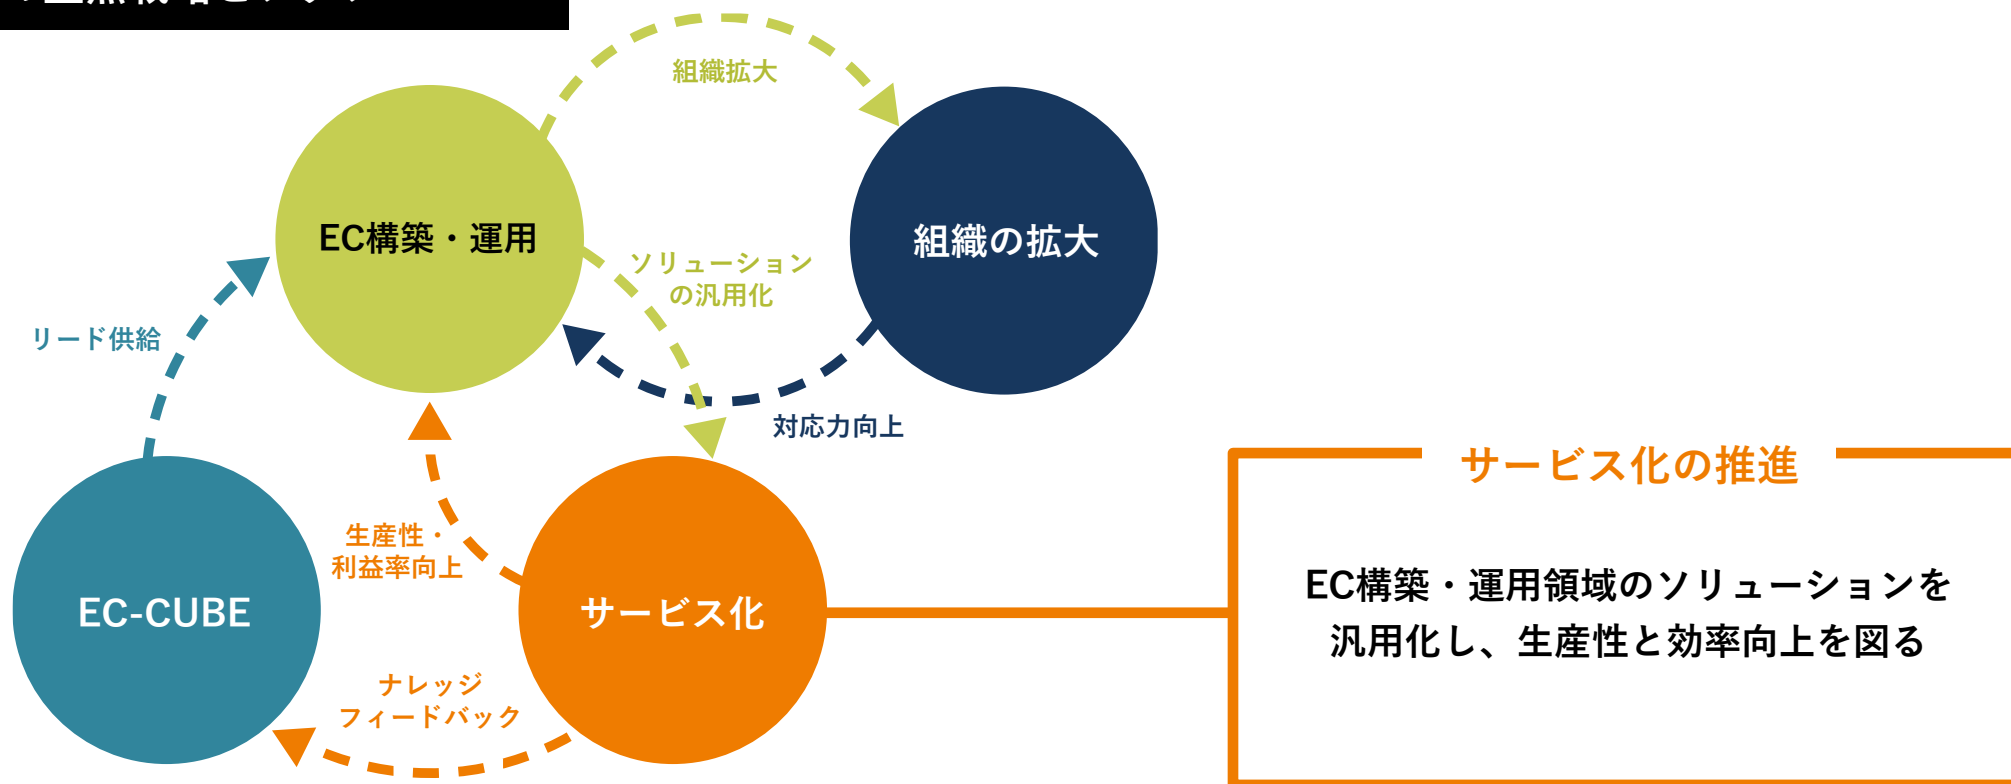 組織拡大
EC構築・運用
組織の拡大
ソリューション
の汎用化
リード供給
対応力向上
サービス化の推進
生産性・
利益率向上
EC構築・運用領域のソリューションを
汎用化し、生産性と効率向上を図る
EC-CUBE
サービス化
ナレッジ
フィードバック